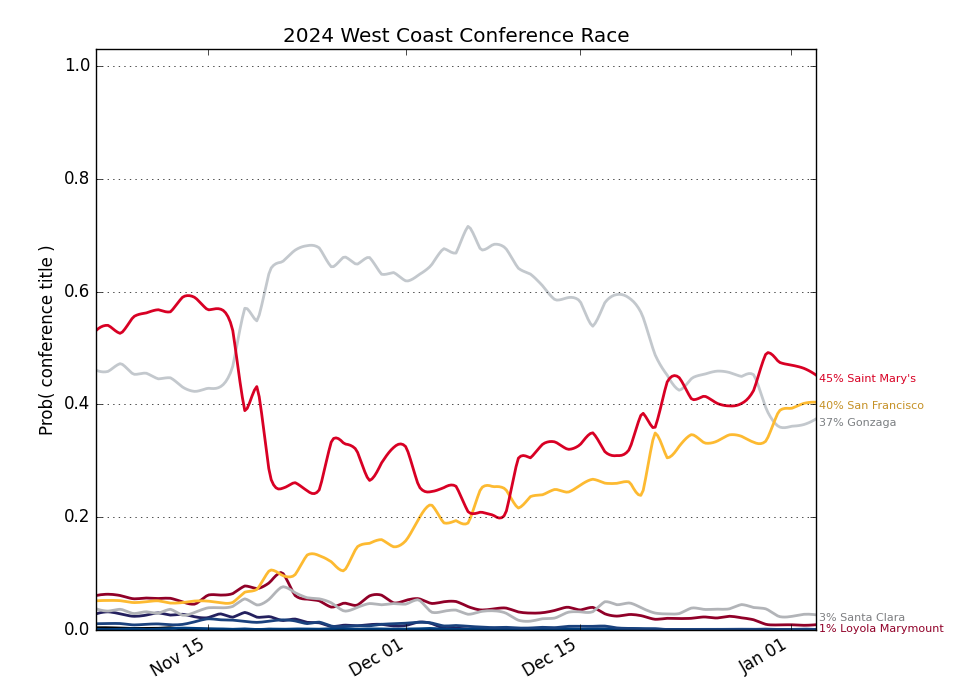 2024 West Coast Conference Race
Prob( conference title )
1.0
0.8
0.6
0.4
0.2
0.0
Nov 15
Dec 01
Dec 15
Jan 01
45% Saint Mary's
40% San Francisco
37% Gonzaga
3% Santa Clara
1% Loyola Marymount